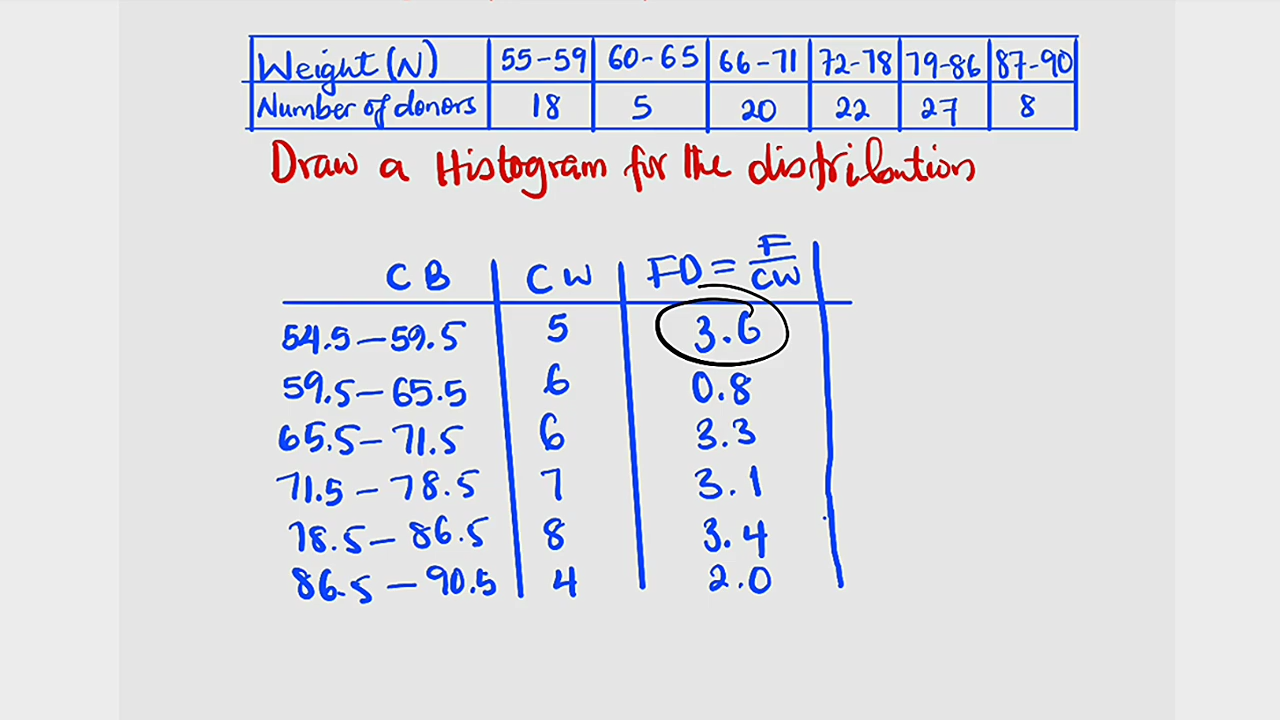 Weight (N) 55-59 60-65 66-71 72-78 79-86 87-90
Number of donors 18 5 20 22 27 8
Draw a Histogram for the distribution
CB CW FD = F/CW
54.5-59.5 5 3.6
59.5-65.5 6 0.8
65.5-71.5 6 3.3
71.5-78.5 7 3.1
78.5-86.5 8 3.4
86.5-90.5 4 2.0